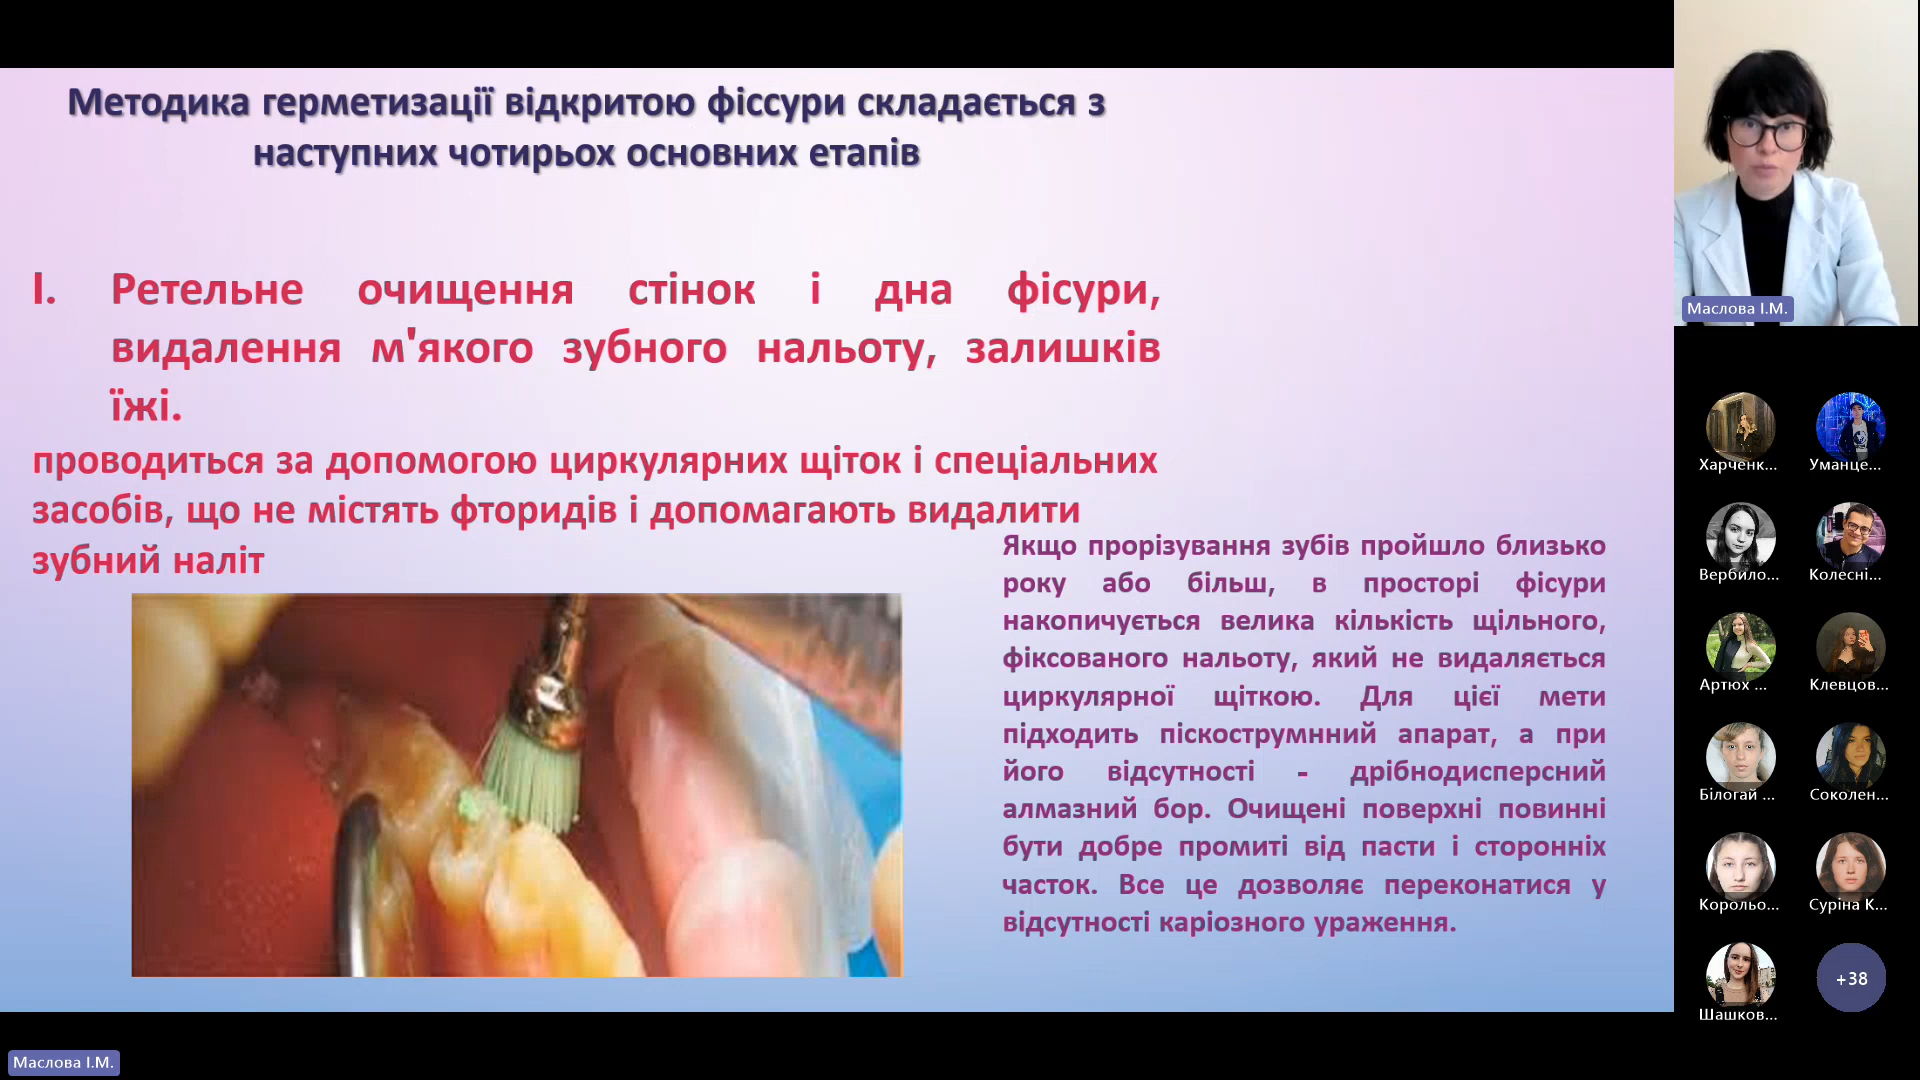 Методика герметизації відкритою фіссури складається з
наступних чотирьох основних етапів
I. Ретельне очищення стінок і дна фісури,
видалення м'якого зубного нальоту, залишків
їжі.
проводиться за допомогою циркулярних щіток і спеціальних
засобів, що не містять фторидів і допомагають видалити
зубний наліт
Якщо прорізування зубів пройшло близько
року або більш, в просторі фісури
накопичується велика кількість щільного,
фіксованого нальоту, який не видаляється
циркулярної щіткою. Для цієї мети
підходить піскострумнний апарат, а при
його відсутності - дрібнодисперсний
алмазний бор. Очищені поверхні повинні
бути добре промиті від пасти і сторонніх
часток. Все це дозволяє переконатися у
відсутності каріозного ураження.
Маслова І.М.
Харченк...
Уманце...
Вербило...
Колесні...
Артюх ...
Клевцов...
Білогай ...
Соколен...
Корольо...
Суріна К...
Шашков...
+38
Маслова І.М.